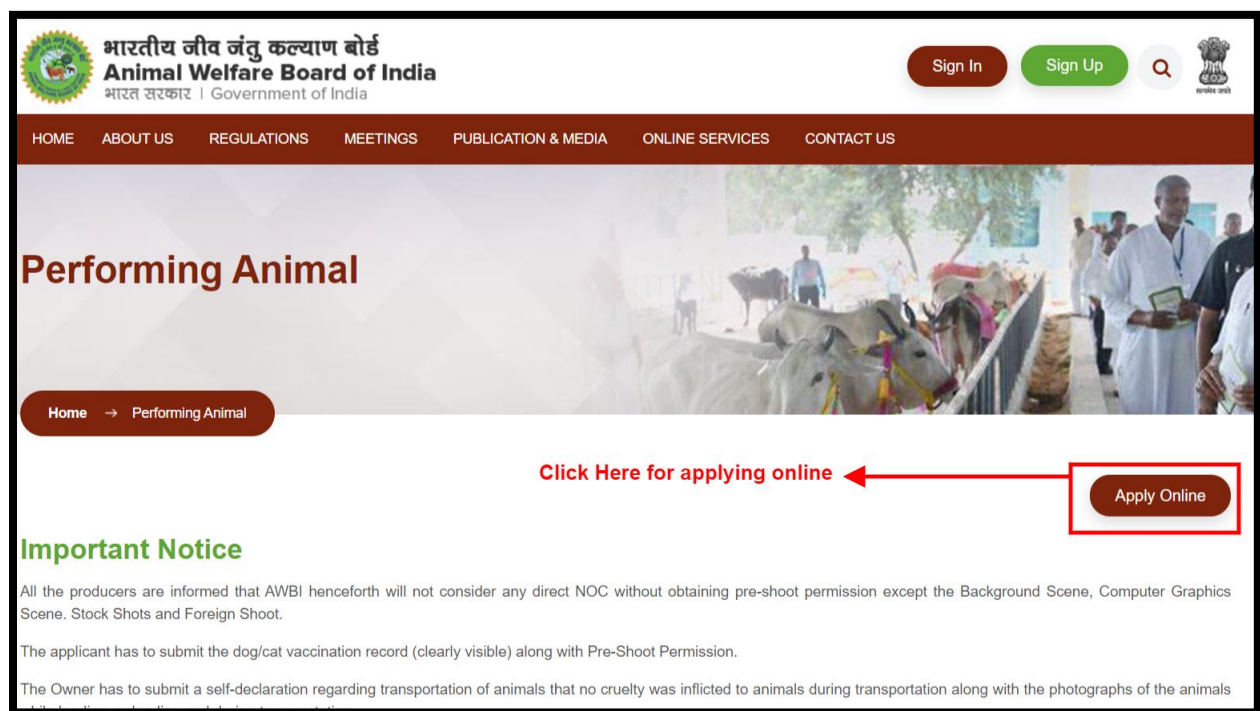 भारतीय जीव जंतु कल्याण बोर्ड
Animal Welfare Board of India
भारत सरकार | Government of India
Sign In
Sign Up
सत्यमेव जयते
HOME ABOUT US REGULATIONS MEETINGS PUBLICATION & MEDIA ONLINE SERVICES CONTACT US
Performing Animal
Home → Performing Animal
Click Here for applying online
Apply Online
Important Notice
All the producers are informed that AWBI henceforth will not consider any direct NOC without obtaining pre-shoot permission except the Background Scene, Computer Graphics
Scene. Stock Shots and Foreign Shoot.
The applicant has to submit the dog/cat vaccination record (clearly visible) along with Pre-Shoot Permission.
The Owner has to submit a self-declaration regarding transportation of animals that no cruelty was inflicted to animals during transportation along with the photographs of the animals